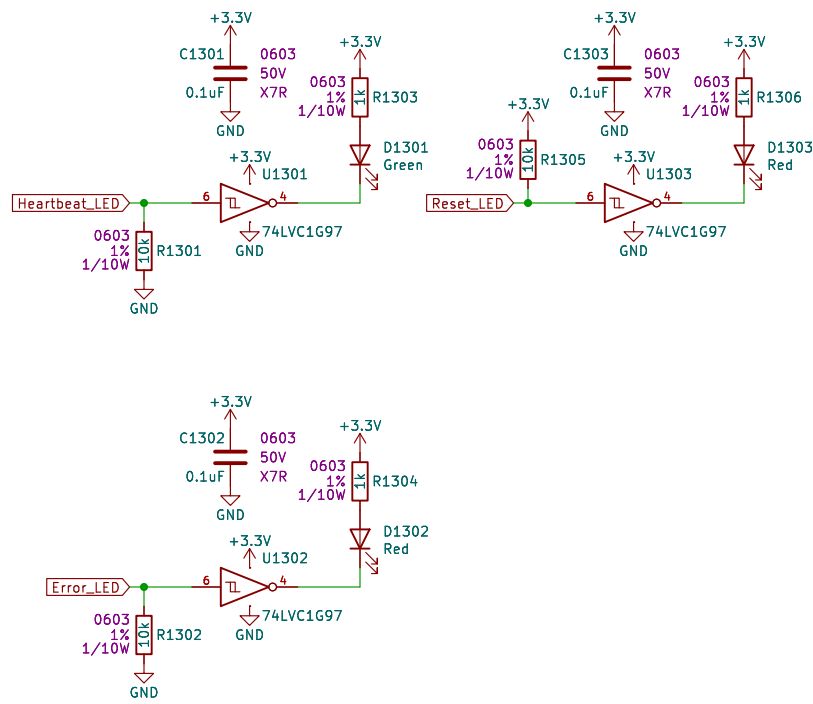 +3.3V
C1301
0603
50V
0.1uF
X7R
GND
+3.3V
0603
1%
1/10W
1k
R1303
D1301
Green
+3.3V
U1301
Heartbeat_LED
6
4
74LVC1G97
GND
0603
1%
1/10W
10k
R1301
GND
+3.3V
C1303
0603
50V
0.1uF
X7R
GND
+3.3V
0603
1%
1/10W
1k
R1306
D1303
Red
+3.3V
0603
1%
1/10W
10k
R1305
+3.3V
U1303
Reset_LED
6
4
74LVC1G97
GND
+3.3V
C1302
0603
50V
0.1uF
X7R
GND
+3.3V
0603
1%
1/10W
1k
R1304
D1302
Red
+3.3V
U1302
Error_LED
6
4
74LVC1G97
GND
0603
1%
1/10W
10k
R1302
GND